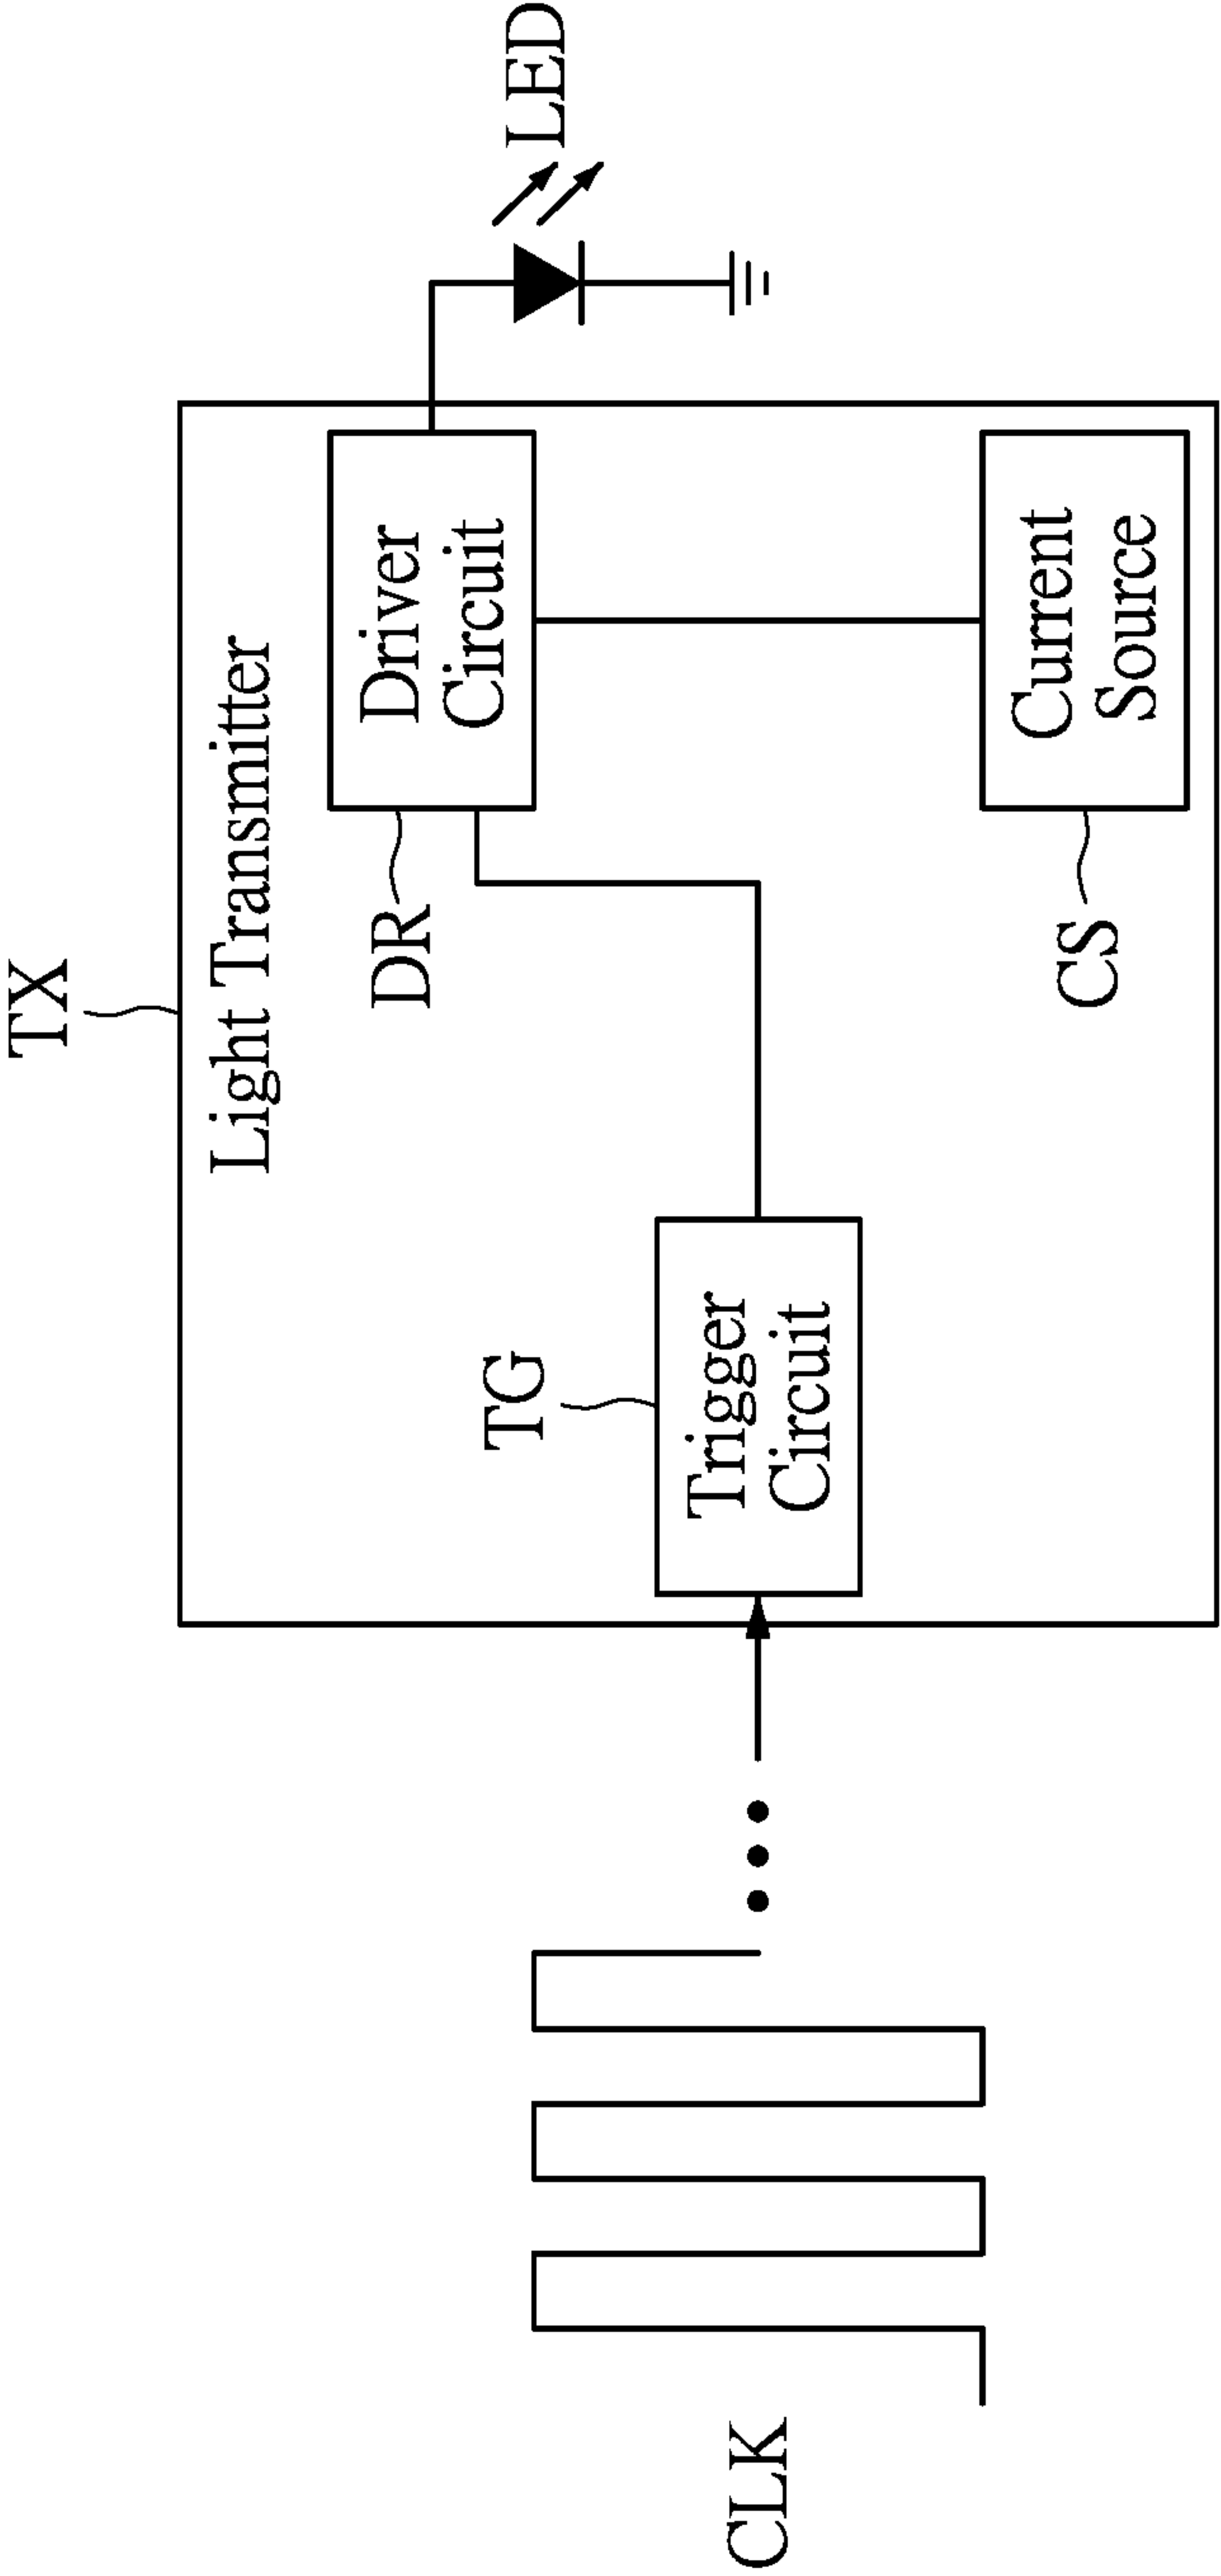 TX
Light Transmitter
DR
Driver
Circuit
LED
TG
Trigger
Circuit
CLK
CS
Current
Source